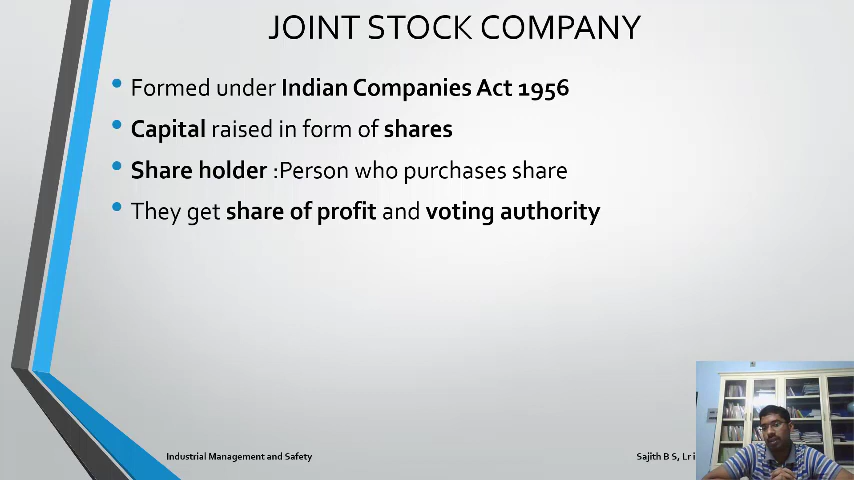 JOINT STOCK COMPANY
Formed under Indian Companies Act 1956
Capital raised in form of shares
Share holder :Person who purchases share
They get share of profit and voting authority
Industrial Management and Safety
Sajith B S, Lr i